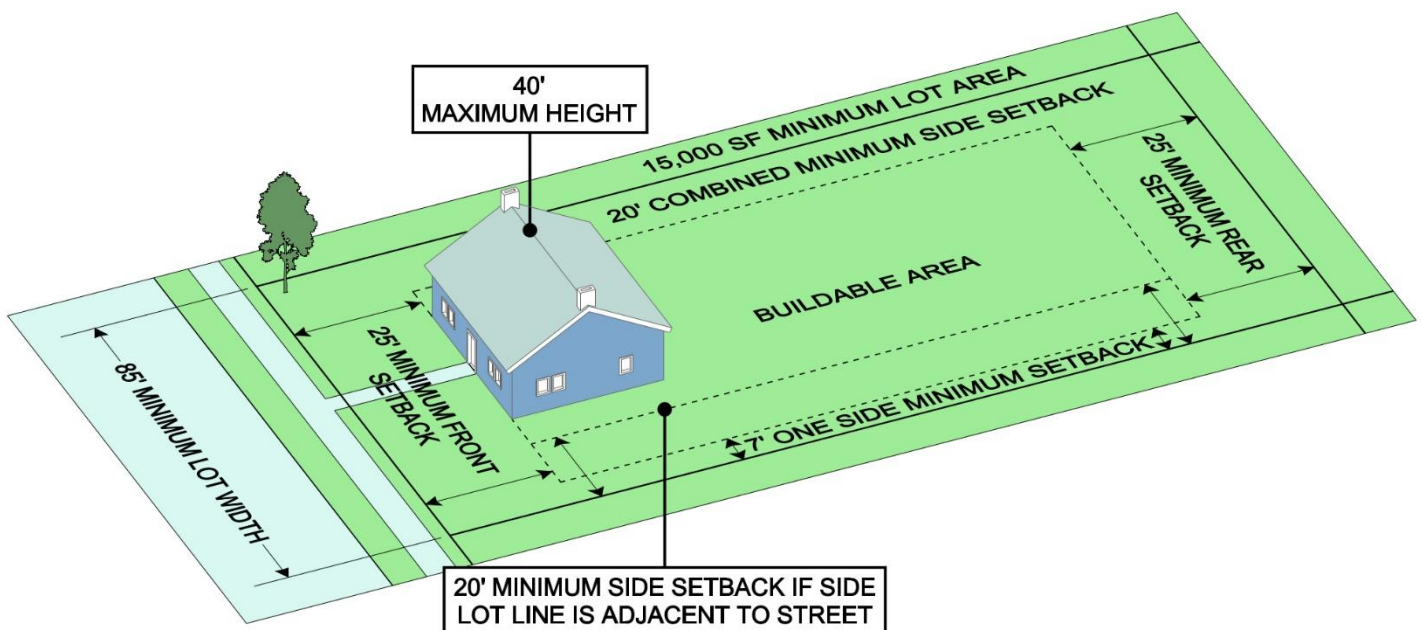 40'
MAXIMUM HEIGHT
15,000 SF MINIMUM LOT AREA
20' COMBINED MINIMUM SIDE SETBACK
25' MINIMUM REAR
SETBACK
BUILDABLE AREA
25' MINIMUM FRONT
SETBACK
85' MINIMUM LOT WIDTH
7' ONE SIDE MINIMUM SETBACK
20' MINIMUM SIDE SETBACK IF SIDE
LOT LINE IS ADJACENT TO STREET